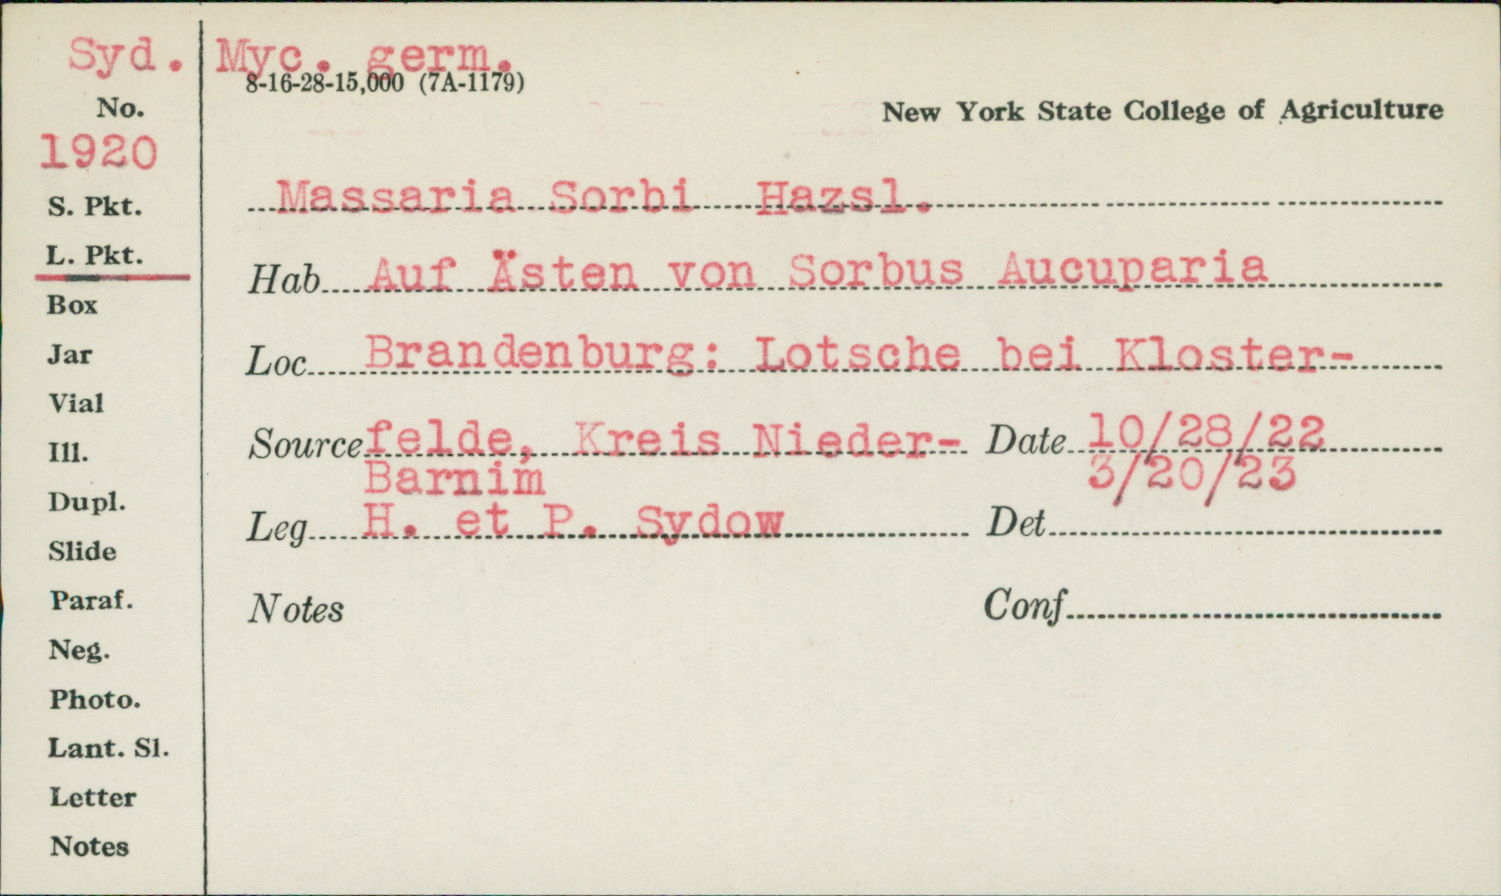 Syd. Myc. germ.
8-16-28-15,000 (7A-1179)
No.
New York State College of Agriculture
1920
S. Pkt.
Massaria Sorbi Hazsl.
L. Pkt.
Hab Auf Ästen von Sorbus Aucuparia
Box
Jar
Loc Brandenburg: Lotsche bei Kloster-
Vial
Source felde, Kreis Nieder- Date 10/28/22
Ill.
Barnim 3/20/23
Dupl.
Leg H. et P. Sydow Det
Slide
Paraf.
Notes Conf
Neg.
Photo.
Lant. Sl.
Letter
Notes